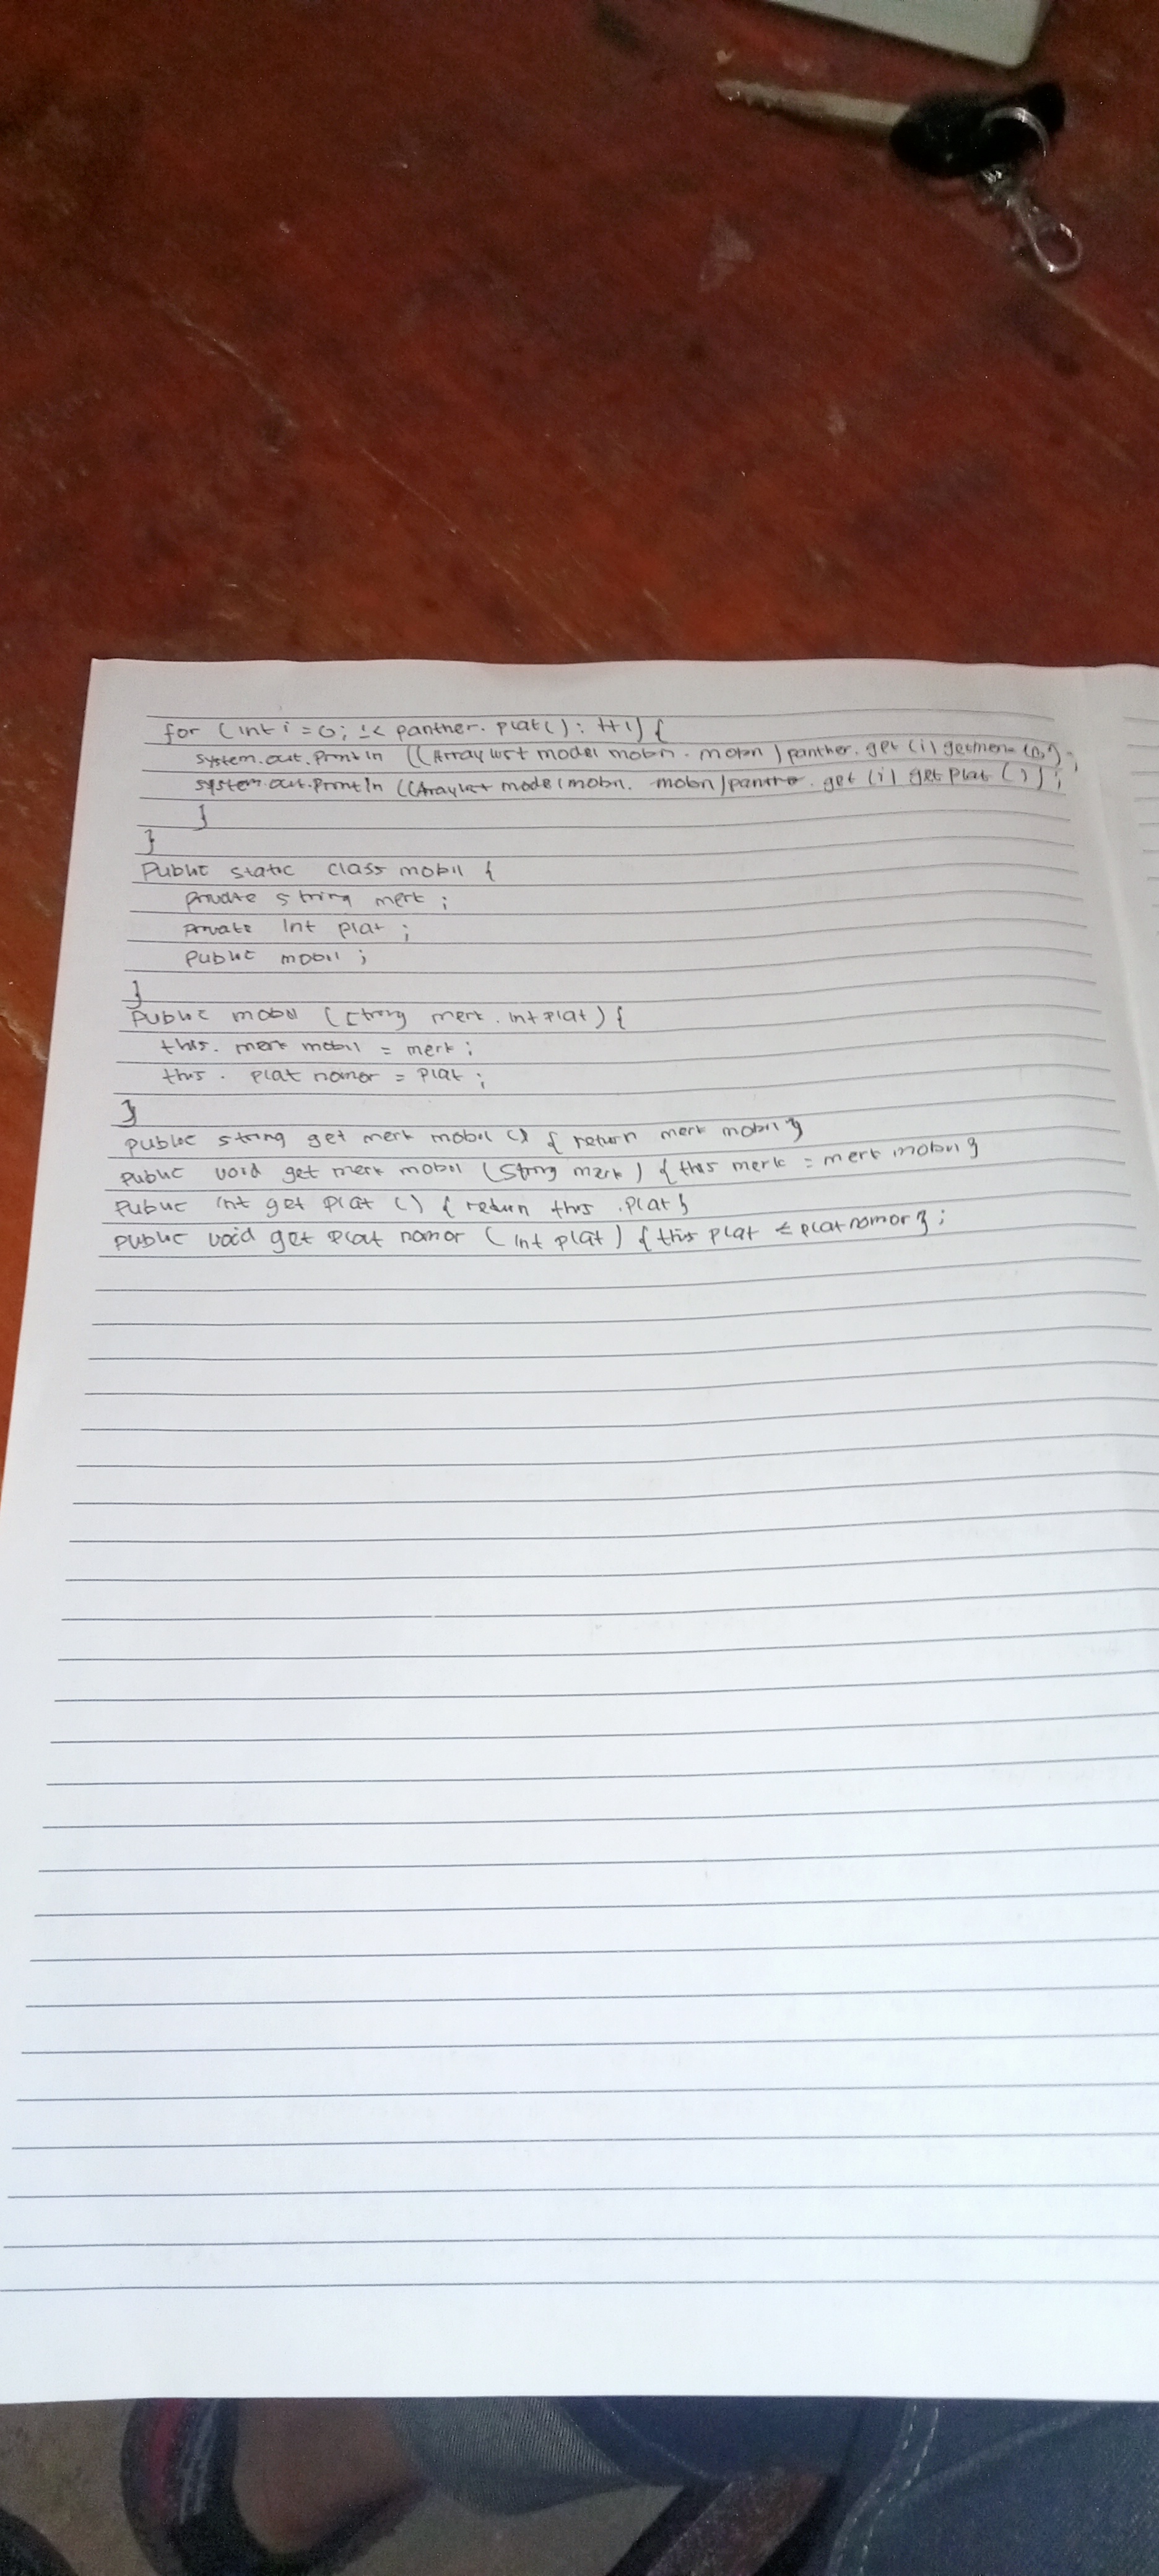 for (int i = 0; i < panther. plat() : i++) {
system.out.println ((Arraylist model mobil. mobil) panther. get (i)
system.out.println ((Araylist model mobil. mobil) get (i) get plat ());
}
}
Public static class mobil {
private string merk ;
private int plat ;
public mobil ;
}
Public mobil (string merk. int plat) {
this. merk mobil = merk ;
this. plat nomor = plat ;
}
public string get merk mobil () { return merk mobil }
public void get merk mobil (string merk) { this merk = merk mobil }
public int get plat () { return this .plat }
public void get plat nomor (int plat) { this plat = plat nomor } ;